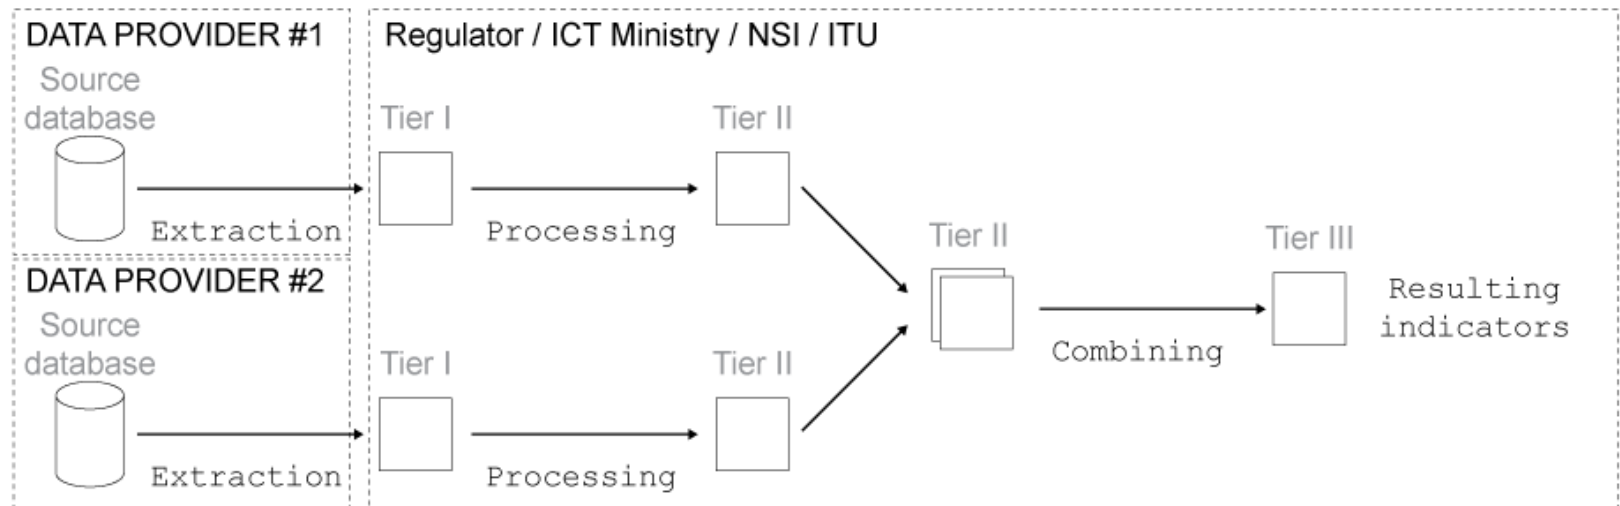 DATA PROVIDER #1
Source
database
Extraction
DATA PROVIDER #2
Source
database
Extraction
Regulator / ICT Ministry / NSI / ITU
Tier I
Processing
Tier II
Tier I
Processing
Tier II
Tier II
Combining
Tier III
Resulting
indicators